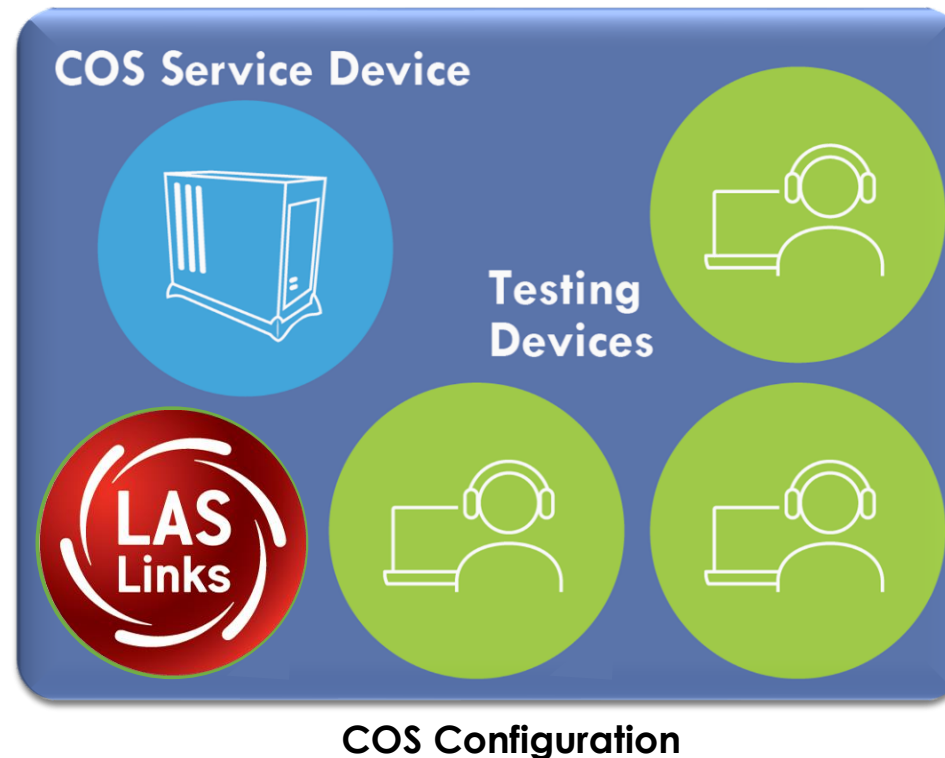 COS Service Device
Testing
Devices
LAS
Links
COS Configuration